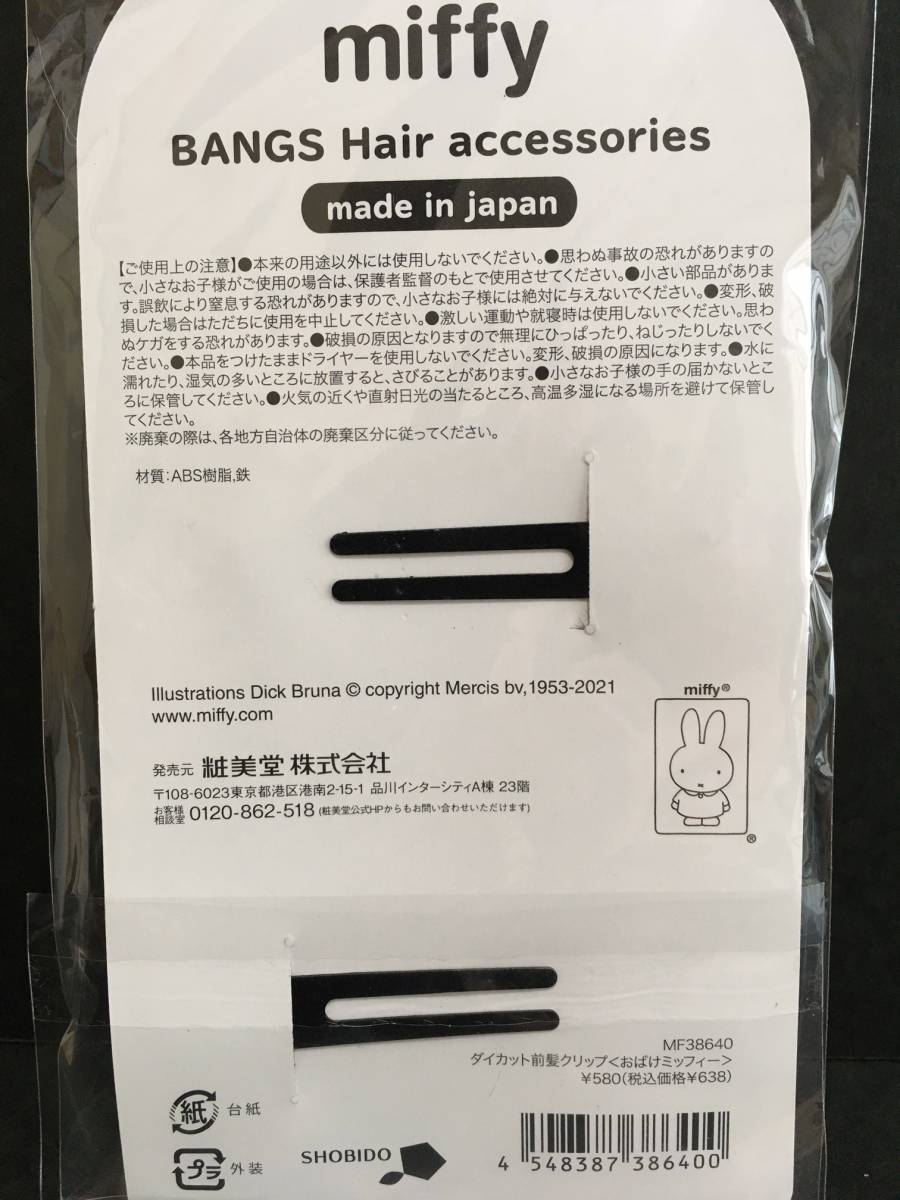 miffy
BANGS Hair accessories
made in japan
【ご使用上の注意】●本来の用途以外には使用しないでください。●思わぬ事故の恐れがありますの
で、小さなお子様がご使用の場合は、保護者監督のもとで使用させてください。●小さい部品がありま
す。誤飲により窒息する恐れがありますので、小さなお子様には絶対に与えないでください。●変形、破
損した場合はただちに使用を中止してください。●激しい運動や就寝時は使用しないでください。思わ
ぬケガをする恐れがあります。●破損の原因となりますので無理にひっぱったり、ねじったりしないでく
ださい。●本品をつけたままドライヤーを使用しないでください。変形、破損の原因になります。●水に
濡れたり、湿気の多いところに放置すると、さびることがあります。●小さなお子様の手の届かないとこ
ろに保管してください。●火気の近くや直射日光の当たるところ、高温多湿になる場所を避けて保管し
てください。
※廃棄の際は、各地方自治体の廃棄区分に従ってください。
材質:ABS樹脂,鉄
Illustrations Dick Bruna © copyright Mercis bv,1953-2021
www.miffy.com
miffy®
®
発売元 粧美堂株式会社
〒108-6023東京都港区港南2-15-1 品川インターシティA棟 23階
お客様相談室 0120-862-518 (粧美堂公式HPからもお問い合わせいただけます)
MF38640
ダイカット前髪クリップ<おばけミッフィー>
¥580(税込価格¥638)
紙 台紙
プラ 外装
SHOBIDO
4 548387 386400